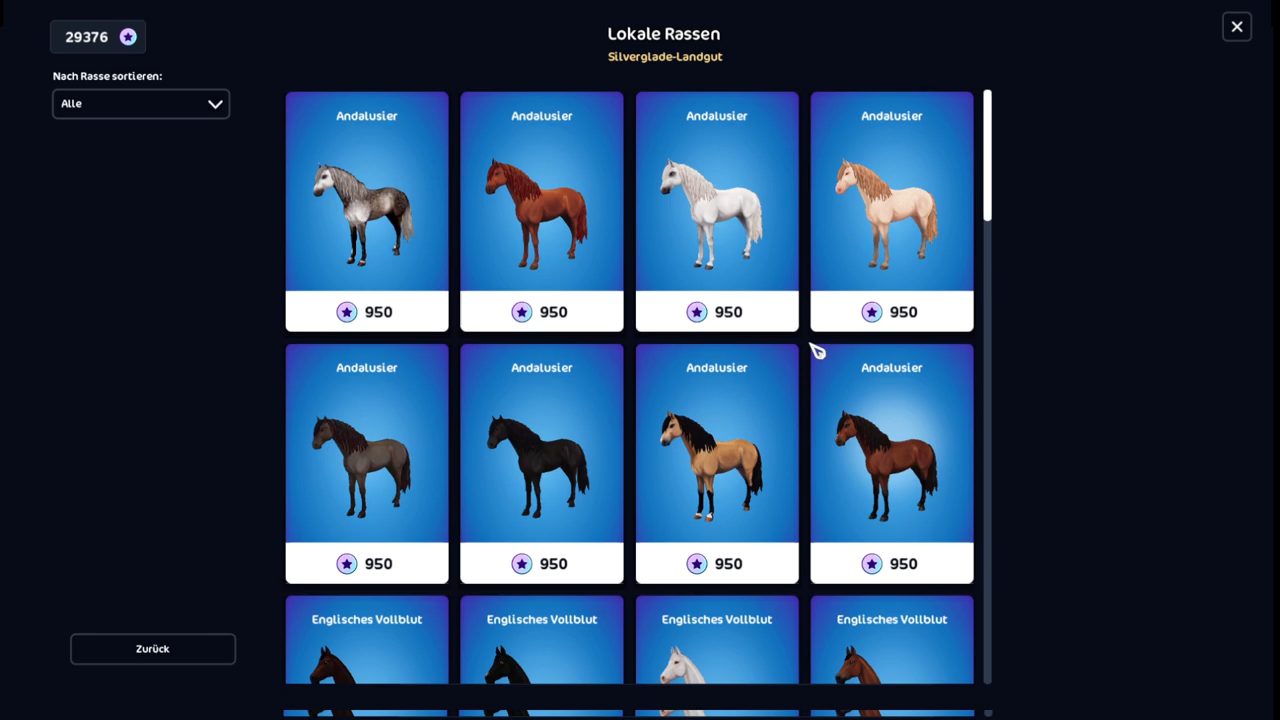 29376
Lokale Rassen
Silverglade-Landgut
Nach Rasse sortieren:
Alle
Andalusier Andalusier Andalusier Andalusier
950 950 950 950
Andalusier Andalusier Andalusier Andalusier
950 950 950 950
Englisches Vollblut Englisches Vollblut Englisches Vollblut Englisches Vollblut
Zurück